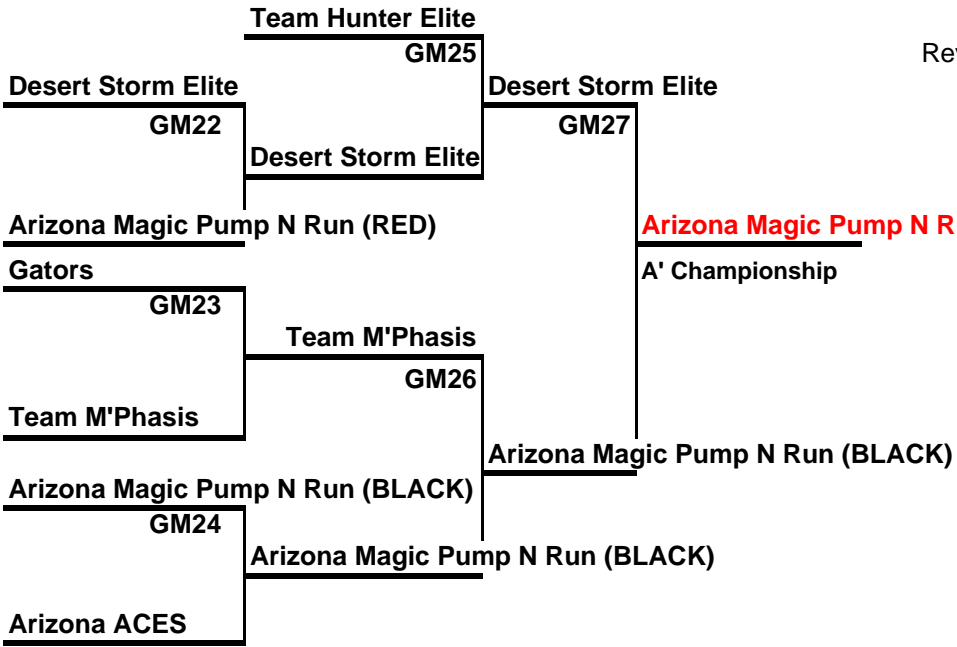 Team Hunter Elite
GM25
Desert Storm Elite
Desert Storm Elite
GM22
GM27
Desert Storm Elite
Arizona Magic Pump N Run (RED)
Arizona Magic Pump N
Gators
A' Championship
GM23
Team M'Phasis
GM26
Team M'Phasis
Arizona Magic Pump N Run (BLACK)
Arizona Magic Pump N Run (BLACK)
GM24
Arizona Magic Pump N Run (BLACK)
Arizona ACES